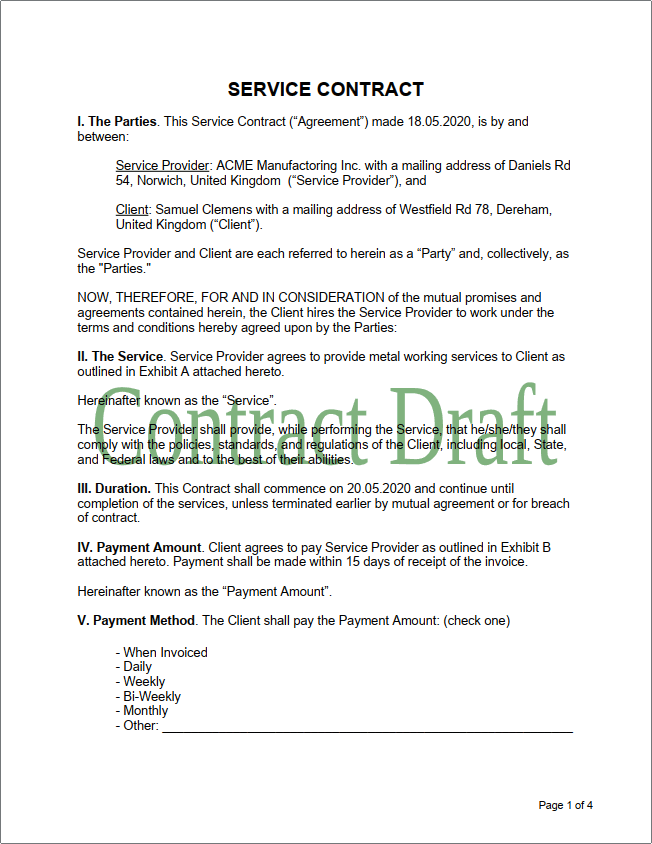 SERVICE CONTRACT
I. The Parties. This Service Contract (“Agreement”) made 18.05.2020, is by and
between:
Service Provider: ACME Manufactoring Inc. with a mailing address of Daniels Rd
54, Norwich, United Kingdom  (“Service Provider”), and
Client: Samuel Clemens with a mailing address of Westfield Rd 78, Dereham,
United Kingdom (“Client”).
Service Provider and Client are each referred to herein as a “Party” and, collectively, as
the "Parties."
NOW, THEREFORE, FOR AND IN CONSIDERATION of the mutual promises and
agreements contained herein, the Client hires the Service Provider to work under the
terms and conditions hereby agreed upon by the Parties:
II. The Service. Service Provider agrees to provide metal working services to Client as
outlined in Exhibit A attached hereto.
Hereinafter known as the “Service”.
Contract Draft
The Service Provider shall provide, while performing the Service, that he/she/they shall
comply with the policies, standards, and regulations of the Client, including local, State,
and Federal laws and to the best of their abilities.
III. Duration. This Contract shall commence on 20.05.2020 and continue until
completion of the services, unless terminated earlier by mutual agreement or for breach
of contract.
IV. Payment Amount. Client agrees to pay Service Provider as outlined in Exhibit B
attached hereto. Payment shall be made within 15 days of receipt of the invoice.
Hereinafter known as the “Payment Amount”.
V. Payment Method. The Client shall pay the Payment Amount: (check one)
- When Invoiced
- Daily
- Weekly
- Bi-Weekly
- Monthly
- Other: ___________________________________________________________
Page 1 of 4